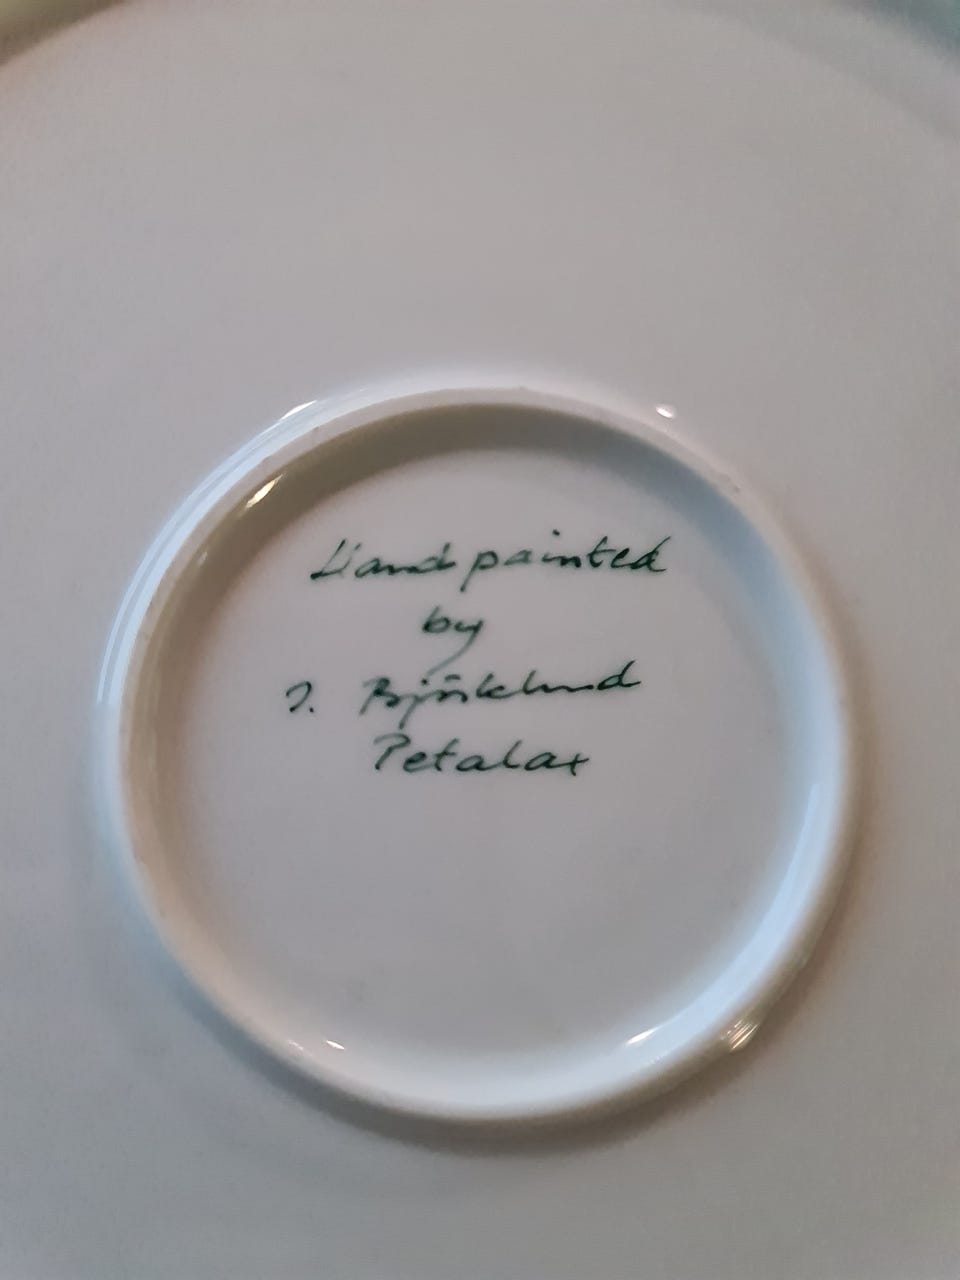 Handpainted
by
J. Björklund
Petalax